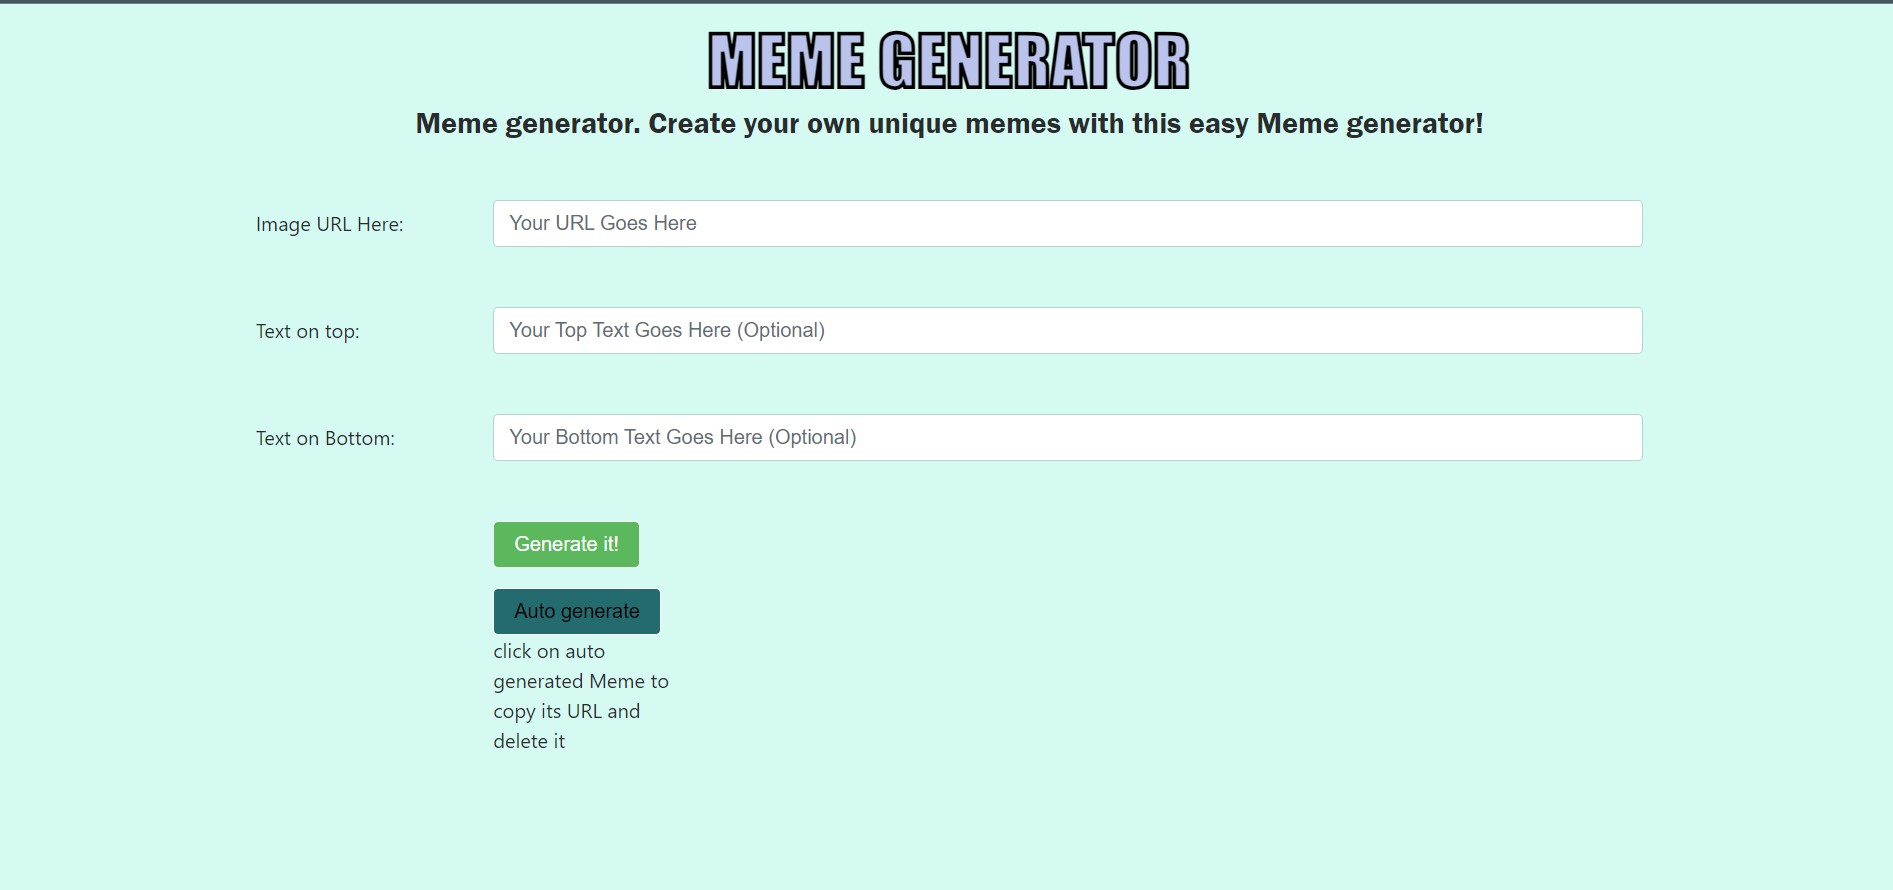 MEME GENERATOR
Meme generator. Create your own unique memes with this easy Meme generator!
Image URL Here:
Your URL Goes Here
Text on top:
Your Top Text Goes Here (Optional)
Text on Bottom:
Your Bottom Text Goes Here (Optional)
Generate it!
Auto generate
click on auto
generated Meme to
copy its URL and
delete it